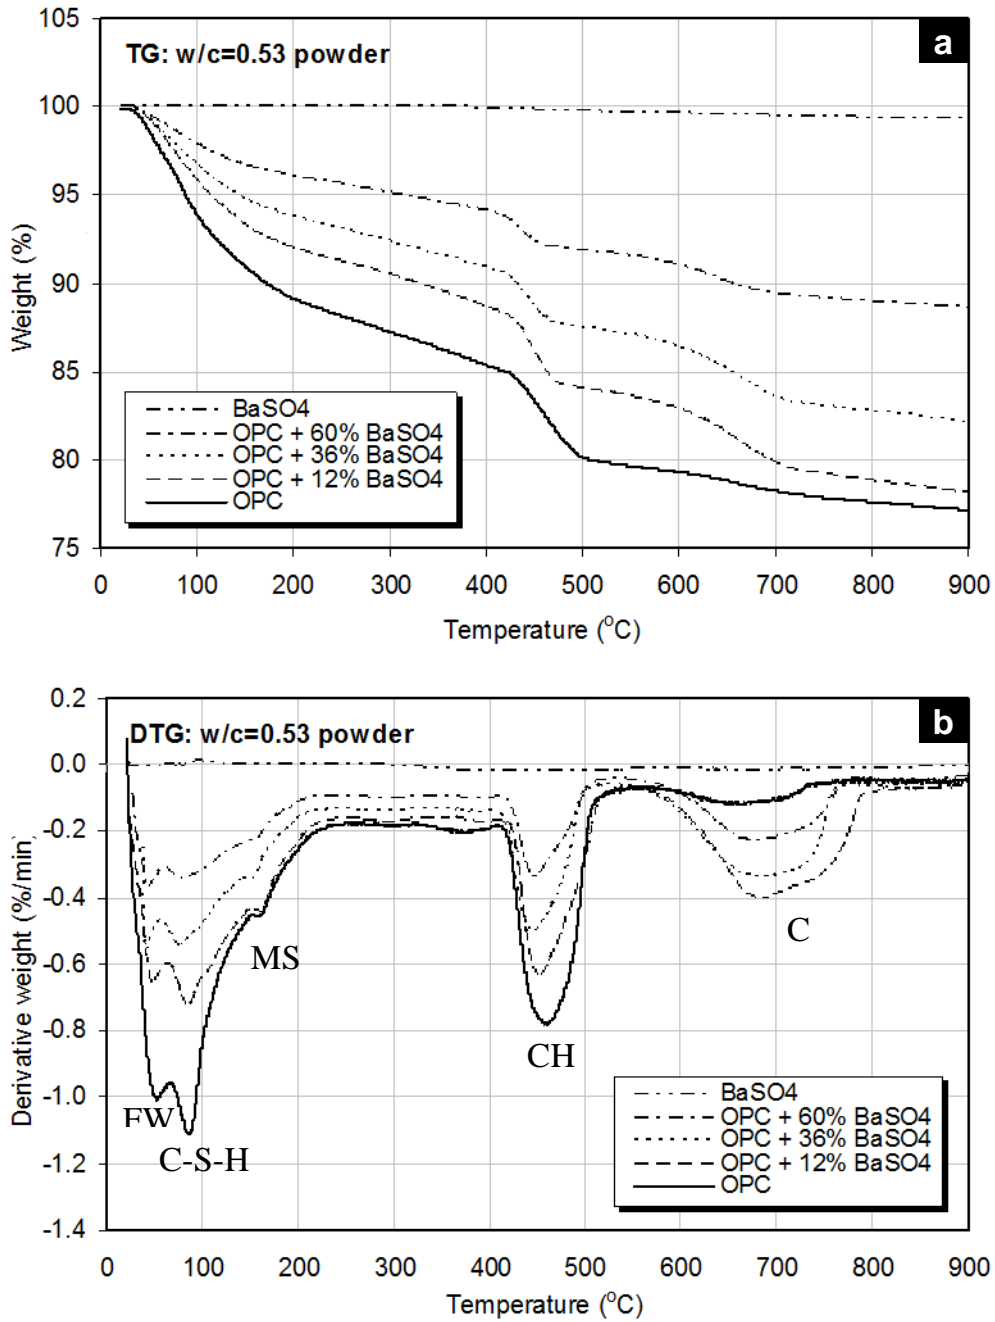 a
TG: w/c=0.53 powder
105
100
95
90
85
80
75
Weight (%)
BaSO4
OPC + 60% BaSO4
OPC + 36% BaSO4
OPC + 12% BaSO4
OPC
0 100 200 300 400 500 600 700 800 900
Temperature (°C)
b
DTG: w/c=0.53 powder
0.2
0.0
-0.2
-0.4
-0.6
-0.8
-1.0
-1.2
-1.4
Derivative weight (%/min)
MS
C
CH
FW
C-S-H
BaSO4
OPC + 60% BaSO4
OPC + 36% BaSO4
OPC + 12% BaSO4
OPC
0 100 200 300 400 500 600 700 800 900
Temperature (°C)